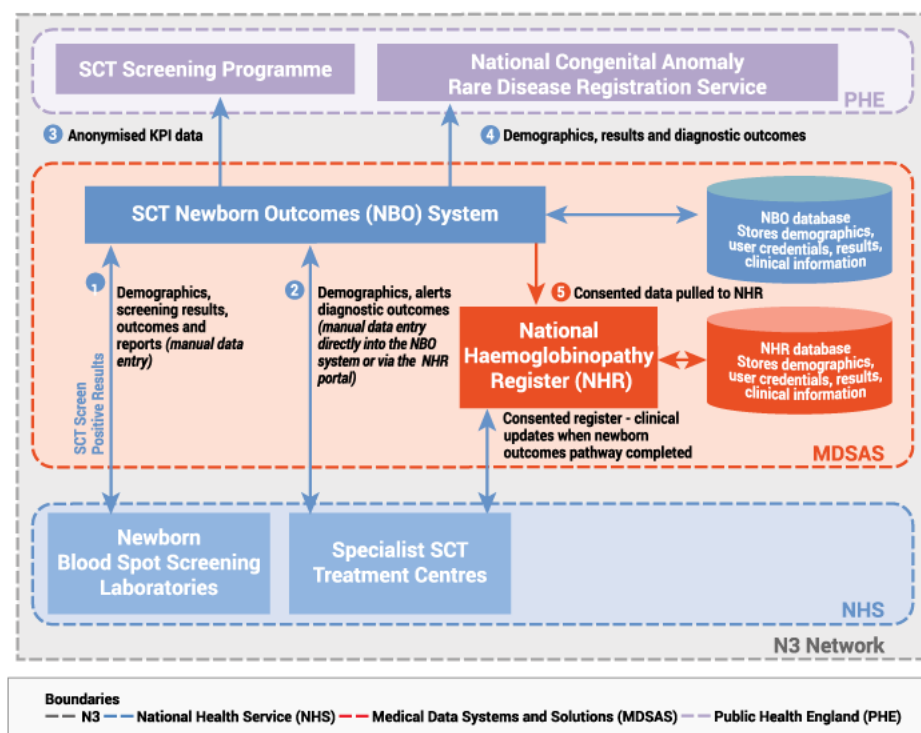 SCT Screening Programme
National Congenital Anomaly
Rare Disease Registration Service
PHE
3 Anonymised KPI data
4 Demographics, results and diagnostic outcomes
SCT Newborn Outcomes (NBO) System
NBO database
Stores demographics,
user credentials, results,
clinical information
1
Demographics,
screening results,
outcomes and
reports (manual data
entry)
2
Demographics, alerts
diagnostic outcomes
(manual data entry
directly into the NBO
system or via the NHR
portal)
5 Consented data pulled to NHR
National
Haemoglobinopathy
Register (NHR)
NHR database
Stores demographics,
user credentials, results,
clinical information
SCT Screen
Positive Results
Consented register - clinical
updates when newborn
outcomes pathway completed
MDSAS
Newborn
Blood Spot Screening
Laboratories
Specialist SCT
Treatment Centres
NHS
N3 Network
Boundaries
N3 National Health Service (NHS) Medical Data Systems and Solutions (MDSAS) Public Health England (PHE)